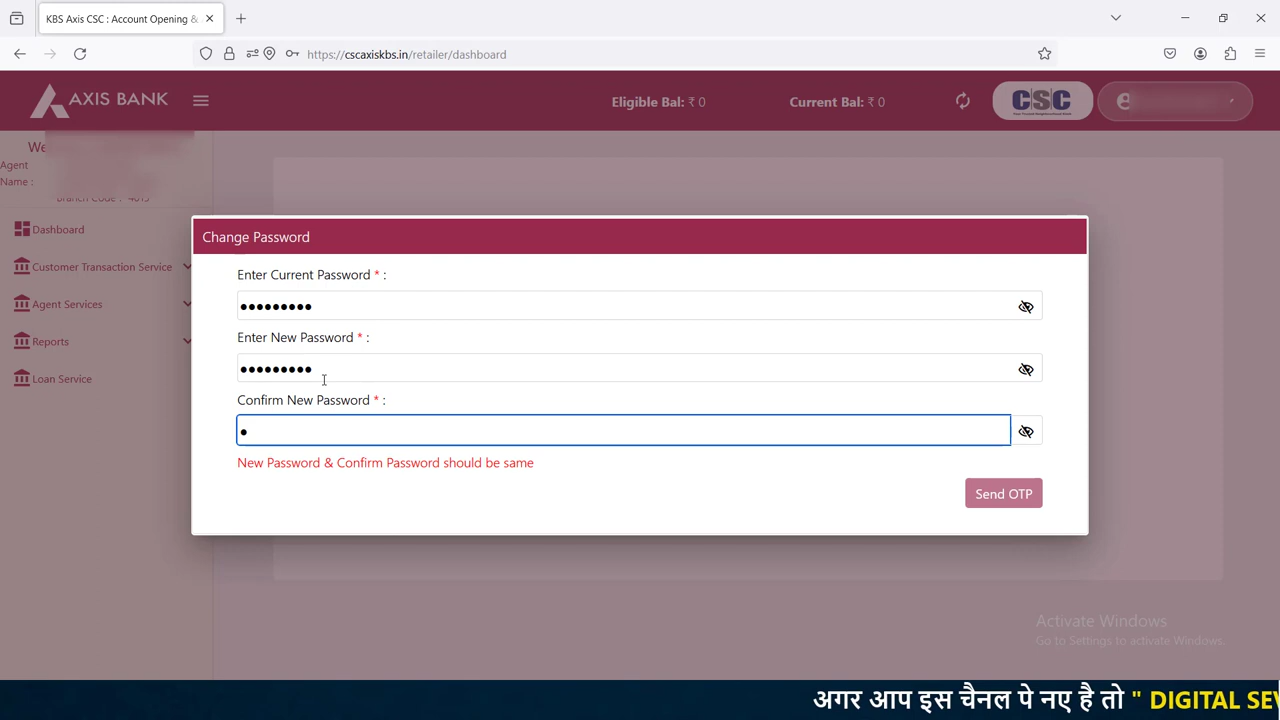 KBS Axis CSC : Account Opening &
https://cscaxiskbs.in/retailer/dashboard
AXIS BANK
Eligible Bal: ₹ 0
Current Bal: ₹ 0
CSC
We
Agent
Name :
Branch Code : 4015
Dashboard
Customer Transaction Service
Agent Services
Reports
Loan Service
Change Password
Enter Current Password * :
•••••••••
Enter New Password * :
•••••••••
Confirm New Password * :
•
New Password & Confirm Password should be same
Send OTP
Activate Windows
Go to Settings to activate Windows.
अगर आप इस चैनल पे नए है तो " DIGITAL SEV